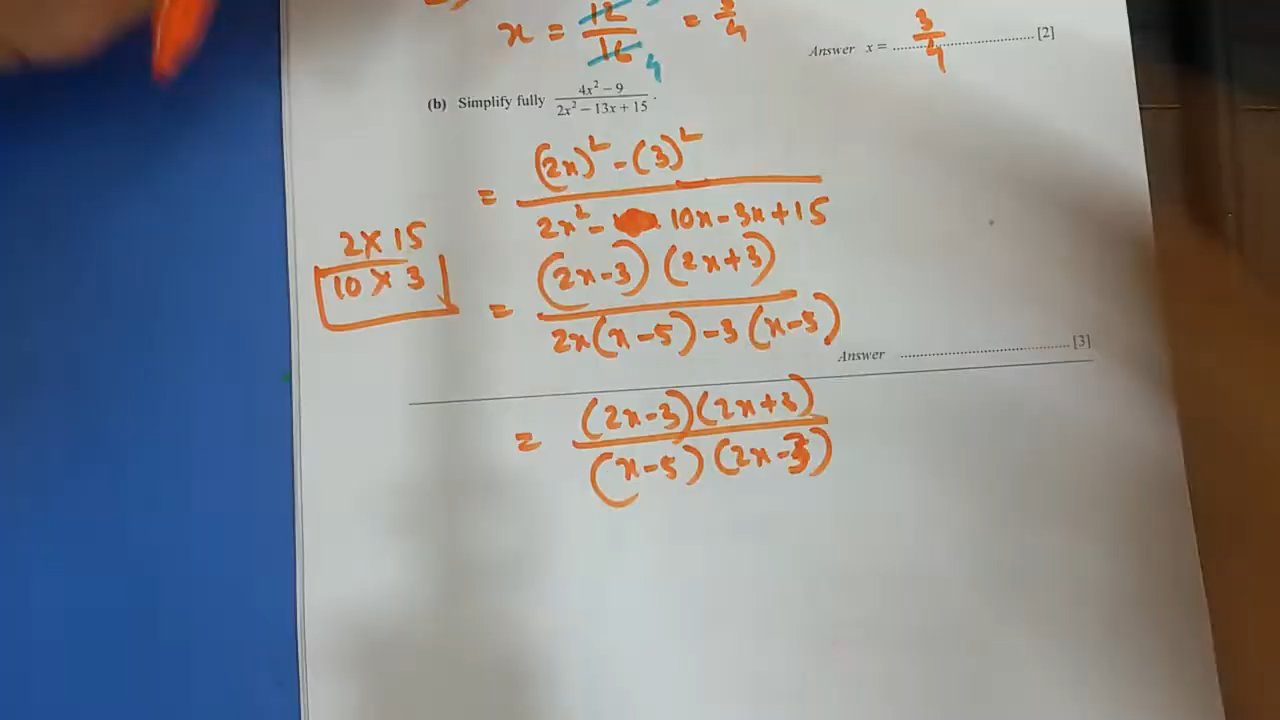 x = 12/16 = 3/4
4
Answer x = 3/4 [2]
(b) Simplify fully (4x² − 9)/(2x² − 13x + 15).
= ((2x)² - (3)²)/(2x² - 10x - 3x + 15)
2 × 15
10 × 3
= ((2x-3)(2x+3))/(2x(x-5)-3(x-5))
Answer ........................ [3]
= ((2x-3)(2x+3))/((x-5)(2x-3))